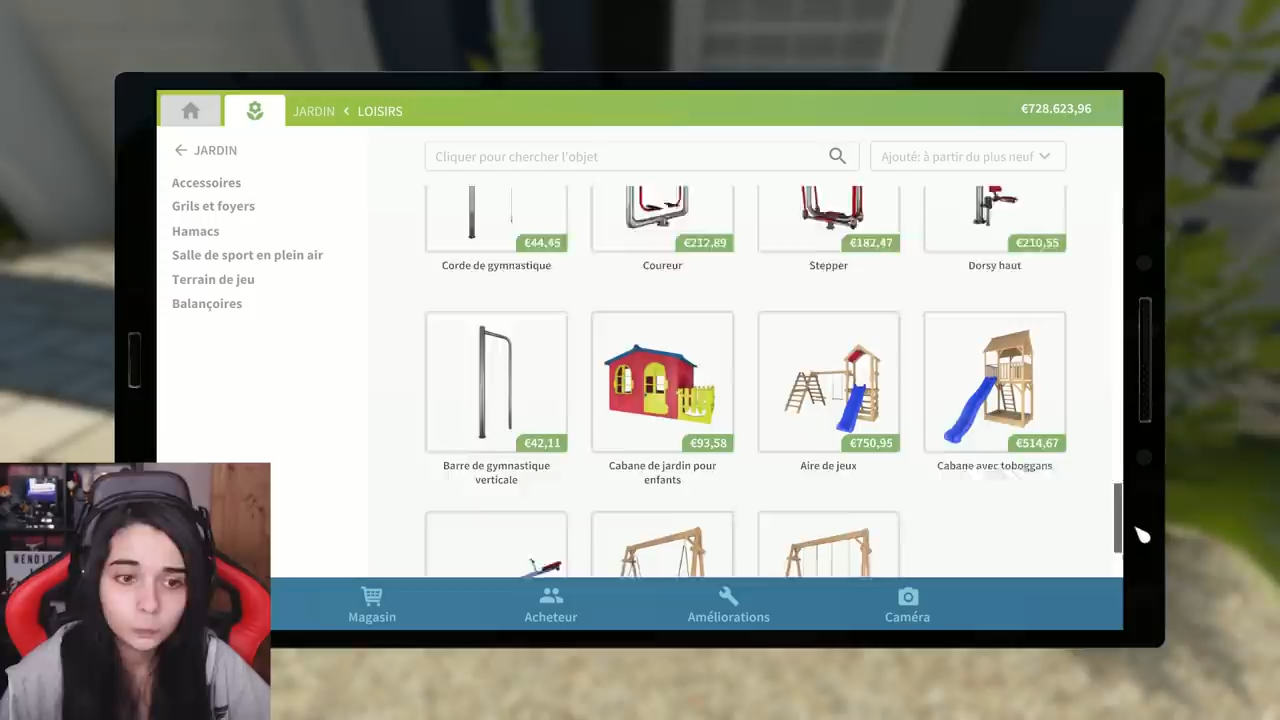 JARDIN < LOISIRS
€728.623,96
← JARDIN
Cliquer pour chercher l'objet
Ajouté: à partir du plus neuf
Accessoires
Grils et foyers
Hamacs
Salle de sport en plein air
Terrain de jeu
Balançoires
€44,45
€212,89
€182,47
€210,55
Corde de gymnastique
Coureur
Stepper
Dorsy haut
€42,11
€93,58
€750,95
€514,67
Barre de gymnastique
verticale
Cabane de jardin pour
enfants
Aire de jeux
Cabane avec toboggans
Magasin
Acheteur
Améliorations
Caméra